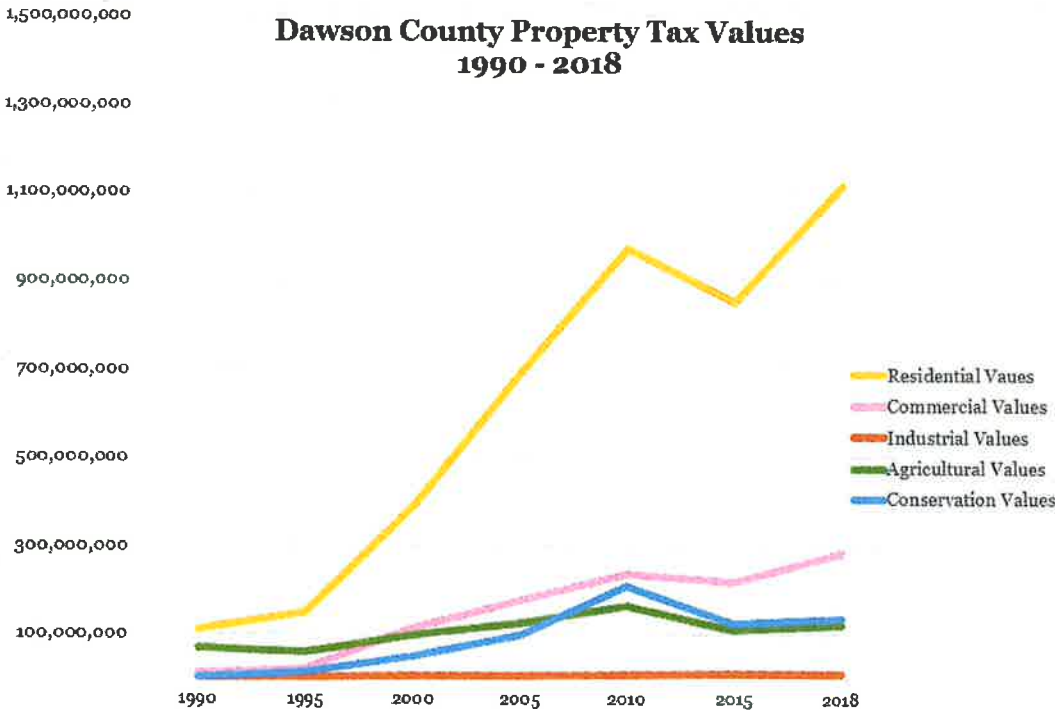 1,500,000,000
Dawson County Property Tax Values
1990 - 2018
1,300,000,000
1,100,000,000
900,000,000
700,000,000
500,000,000
300,000,000
100,000,000
Residential Vaues
Commercial Values
Industrial Values
Agricultural Values
Conservation Values
1990 1995 2000 2005 2010 2015 2018